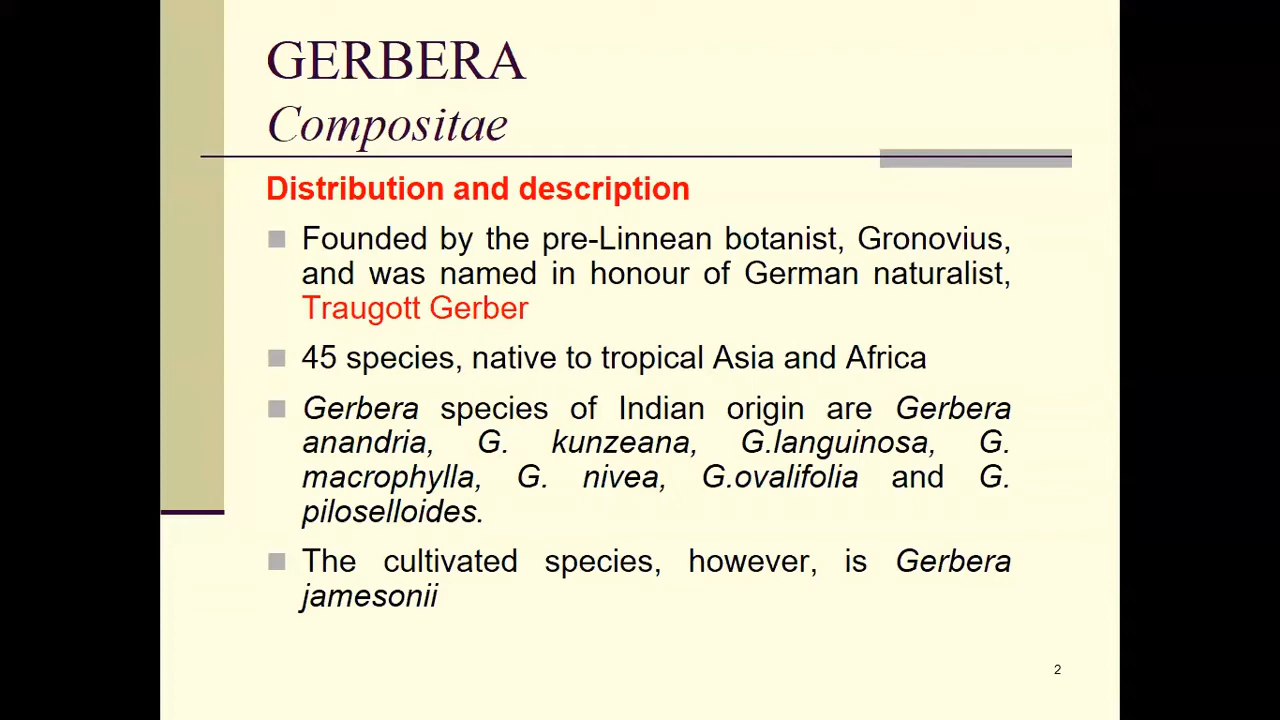 GERBERA
Compositae
Distribution and description
Founded by the pre-Linnean botanist, Gronovius,
and was named in honour of German naturalist,
Traugott Gerber
45 species, native to tropical Asia and Africa
Gerbera species of Indian origin are Gerbera
anandria, G. kunzeana, G.languinosa, G.
macrophylla, G. nivea, G.ovalifolia and G.
piloselloides.
The cultivated species, however, is Gerbera
jamesonii
2